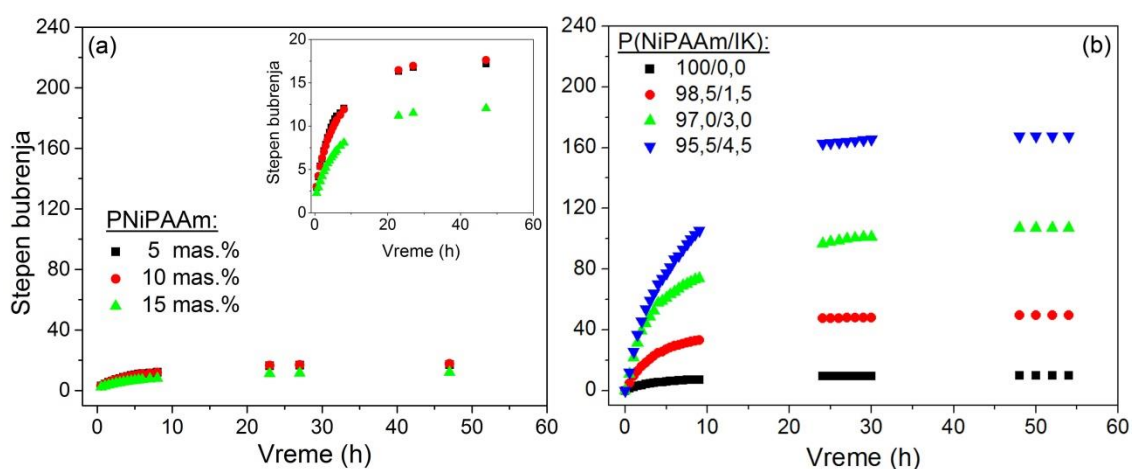 (a)
240
200
160
120
80
40
0
Stepen bubrenja
0 10 20 30 40 50 60
Vreme (h)
PNiPAAm:
5 mas.%
10 mas.%
15 mas.%
20
15
10
5
0
Stepen bubrenja
0 20 40 60
Vreme (h)
(b)
240
200
160
120
80
40
0
Stepen bubrenja
0 10 20 30 40 50 60
Vreme (h)
P(NiPAAm/IK):
100/0,0
98,5/1,5
97,0/3,0
95,5/4,5